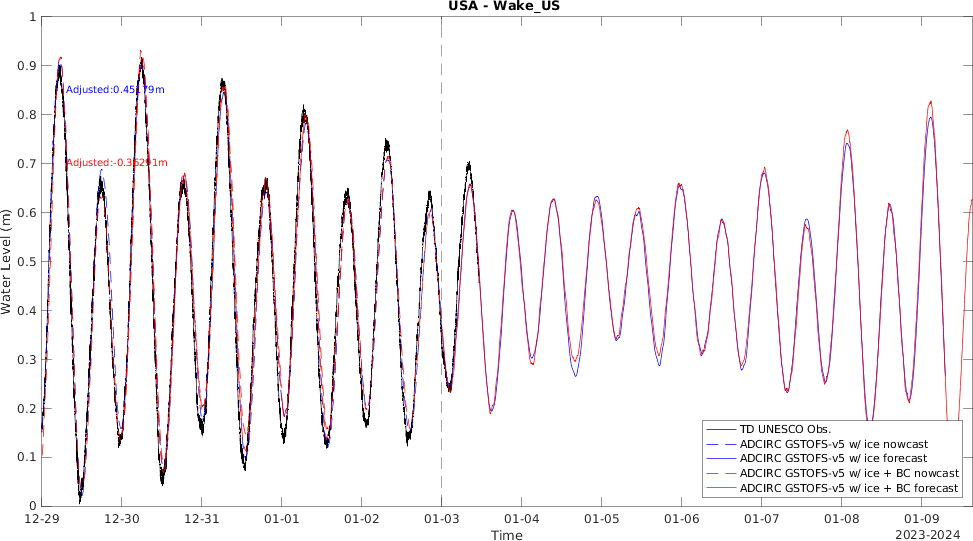 USA - Wake_US
1
0.9
0.8
0.7
0.6
0.5
0.4
0.3
0.2
0.1
0
Water Level (m)
Adjusted:0.45179m
Adjusted:-0.36291m
TD UNESCO Obs.
ADCIRC GSTOFS-v5 w/ ice nowcast
ADCIRC GSTOFS-v5 w/ ice forecast
ADCIRC GSTOFS-v5 w/ ice + BC nowcast
ADCIRC GSTOFS-v5 w/ ice + BC forecast
12-29 12-30 12-31 01-01 01-02 01-03 01-04 01-05 01-06 01-07 01-08 01-09
Time
2023-2024